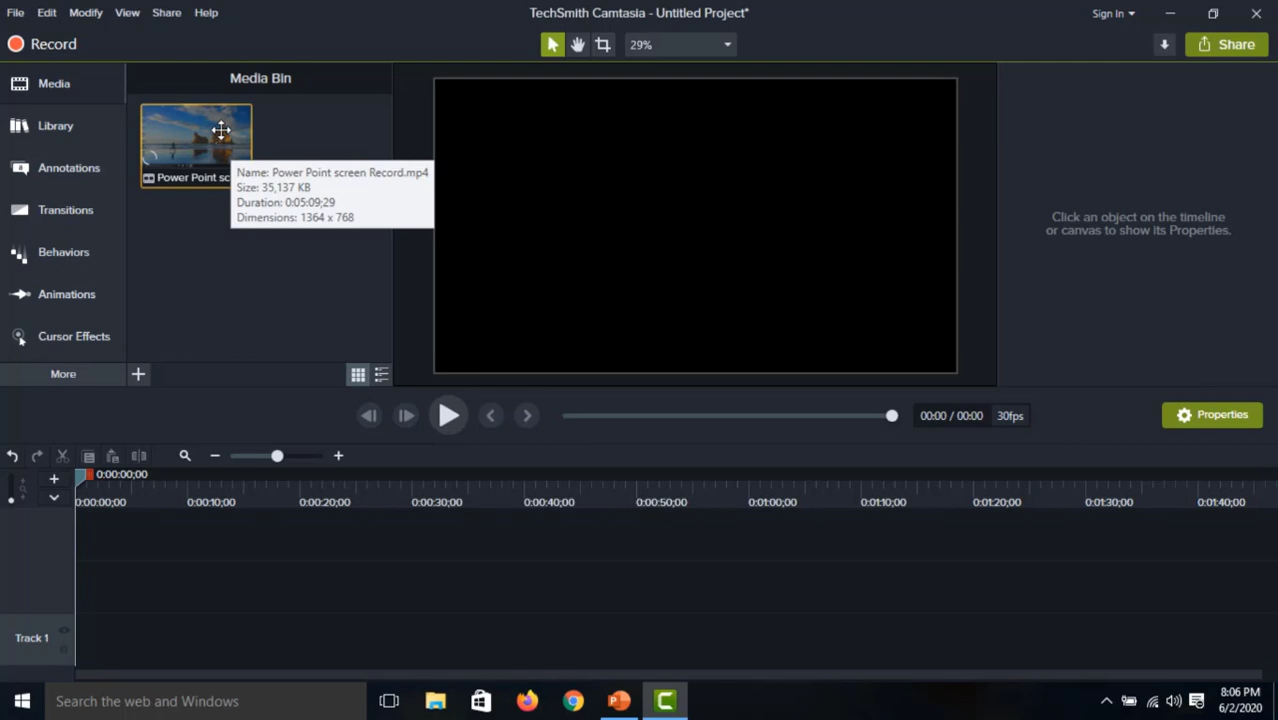 File Edit Modify View Share Help
TechSmith Camtasia - Untitled Project*
Sign In
Record
29%
Share
Media
Library
Annotations
Transitions
Behaviors
Animations
Cursor Effects
More
Media Bin
Power Point sc
Name: Power Point screen Record.mp4
Size: 35,137 KB
Duration: 0:05:09;29
Dimensions: 1364 x 768
Click an object on the timeline
or canvas to show its Properties.
00:00 / 00:00 30fps
Properties
0:00:00;00
0:00:00;00 0:00:10;00 0:00:20;00 0:00:30;00 0:00:40;00 0:00:50;00 0:01:00;00 0:01:10;00 0:01:20;00 0:01:30;00 0:01:40;00
Track 1
Search the web and Windows
8:06 PM
6/2/2020